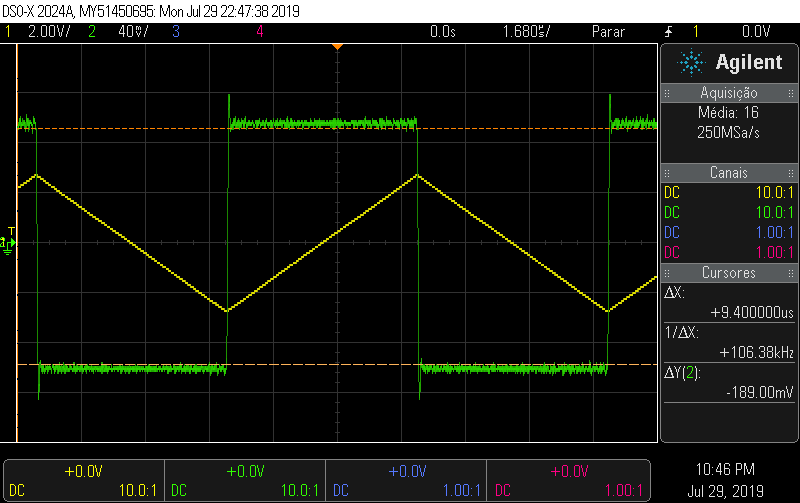 DSO-X 2024A, MY51450695: Mon Jul 29 22:47:38 2019
1 2.00V/ 2 40mV/ 3 4 0.0s 1.680us/ Parar 1 0.0V
Agilent
Aquisição
Média: 16
250MSa/s
Canais
DC 10.0:1
DC 10.0:1
DC 1.00:1
DC 1.00:1
Cursores
ΔX:
+9.400000us
1/ΔX:
+106.38kHz
ΔY(2):
-189.00mV
T
+0.0V +0.0V +0.0V +0.0V
DC 10.0:1 DC 10.0:1 DC 1.00:1 DC 1.00:1
10:46 PM
Jul 29, 2019